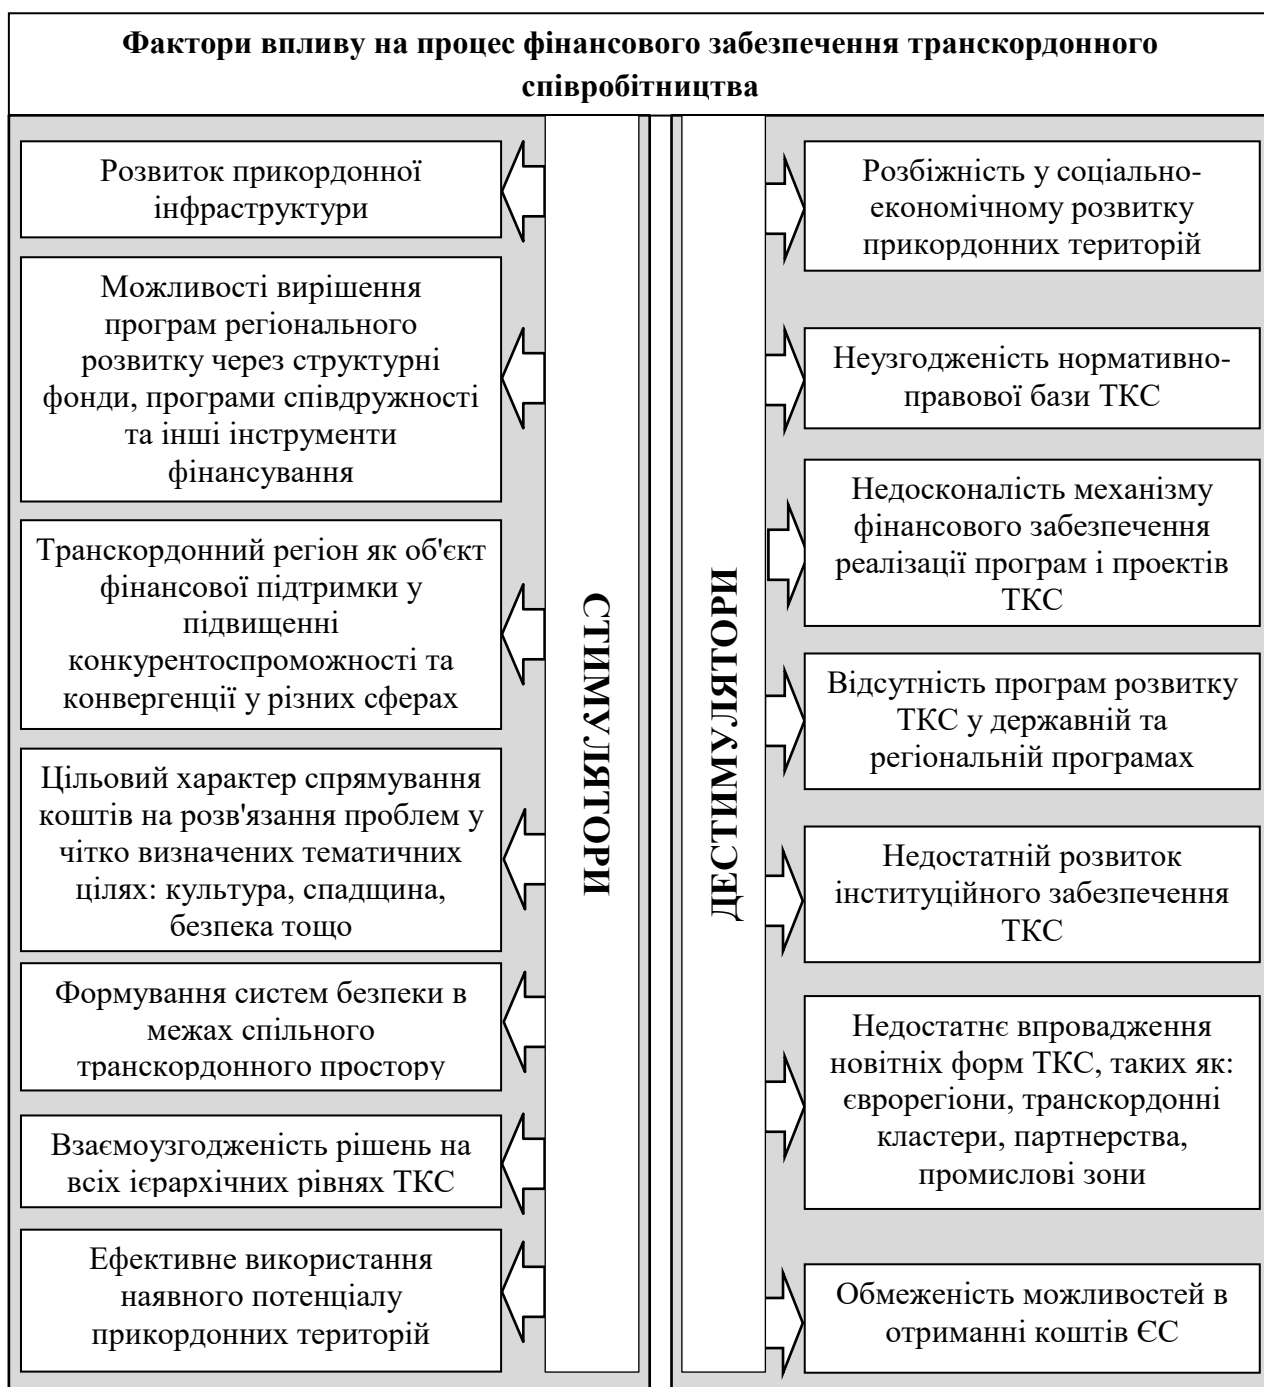 Фактори впливу на процес фінансового забезпечення транскордонного
співробітництва
Розвиток прикордонної
інфраструктури
Можливості вирішення
програм регіонального
розвитку через структурні
фонди, програми співдружності
та інші інструменти
фінансування
Транскордонний регіон як об'єкт
фінансової підтримки у
підвищенні
конкурентоспроможності та
конвергенції у різних сферах
Цільовий характер спрямування
коштів на розв'язання проблем у
чітко визначених тематичних
цілях: культура, спадщина,
безпека тощо
Формування систем безпеки в
межах спільного
транскордонного простору
Взаємоузгодженість рішень на
всіх ієрархічних рівнях ТКС
Ефективне використання
наявного потенціалу
прикордонних територій
СТИМУЛЯТОРИ
ДЕСТИМУЛЯТОРИ
Розбіжність у соціально-
економічному розвитку
прикордонних територій
Неузгодженість нормативно-
правової бази ТКС
Недосконалість механізму
фінансового забезпечення
реалізації програм і проектів
ТКС
Відсутність програм розвитку
ТКС у державній та
регіональній програмах
Недостатній розвиток
інституційного забезпечення
ТКС
Недостатнє впровадження
новітніх форм ТКС, таких як:
єврорегіони, транскордонні
кластери, партнерства,
промислові зони
Обмеженість можливостей в
отриманні коштів ЄС